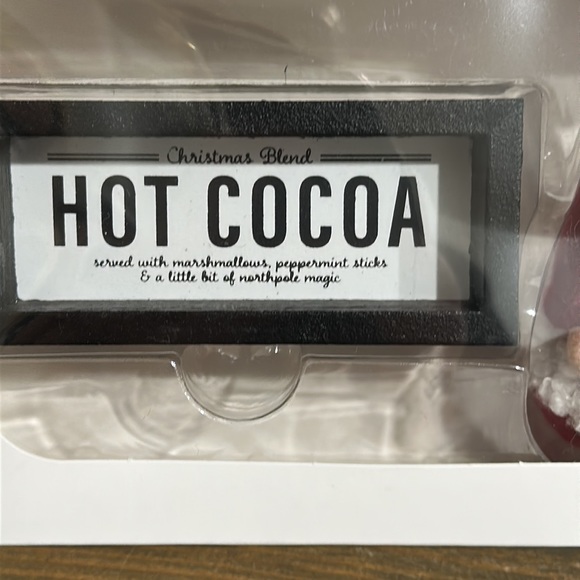 Christmas Blend
HOT COCOA
served with marshmallows, peppermint sticks
& a little bit of northpole magic